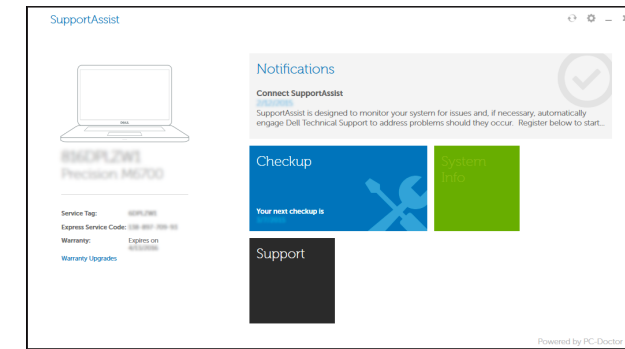 SupportAssist
DELL
Precision M6700
Service Tag:
Express Service Code:
Warranty: Expires on
Warranty Upgrades
Notifications
Connect SupportAssist
SupportAssist is designed to monitor your system for issues and, if necessary, automatically
engage Dell Technical Support to address problems should they occur. Register below to start...
Checkup
Your next checkup is
System
Info
Support
Powered by PC-Doctor